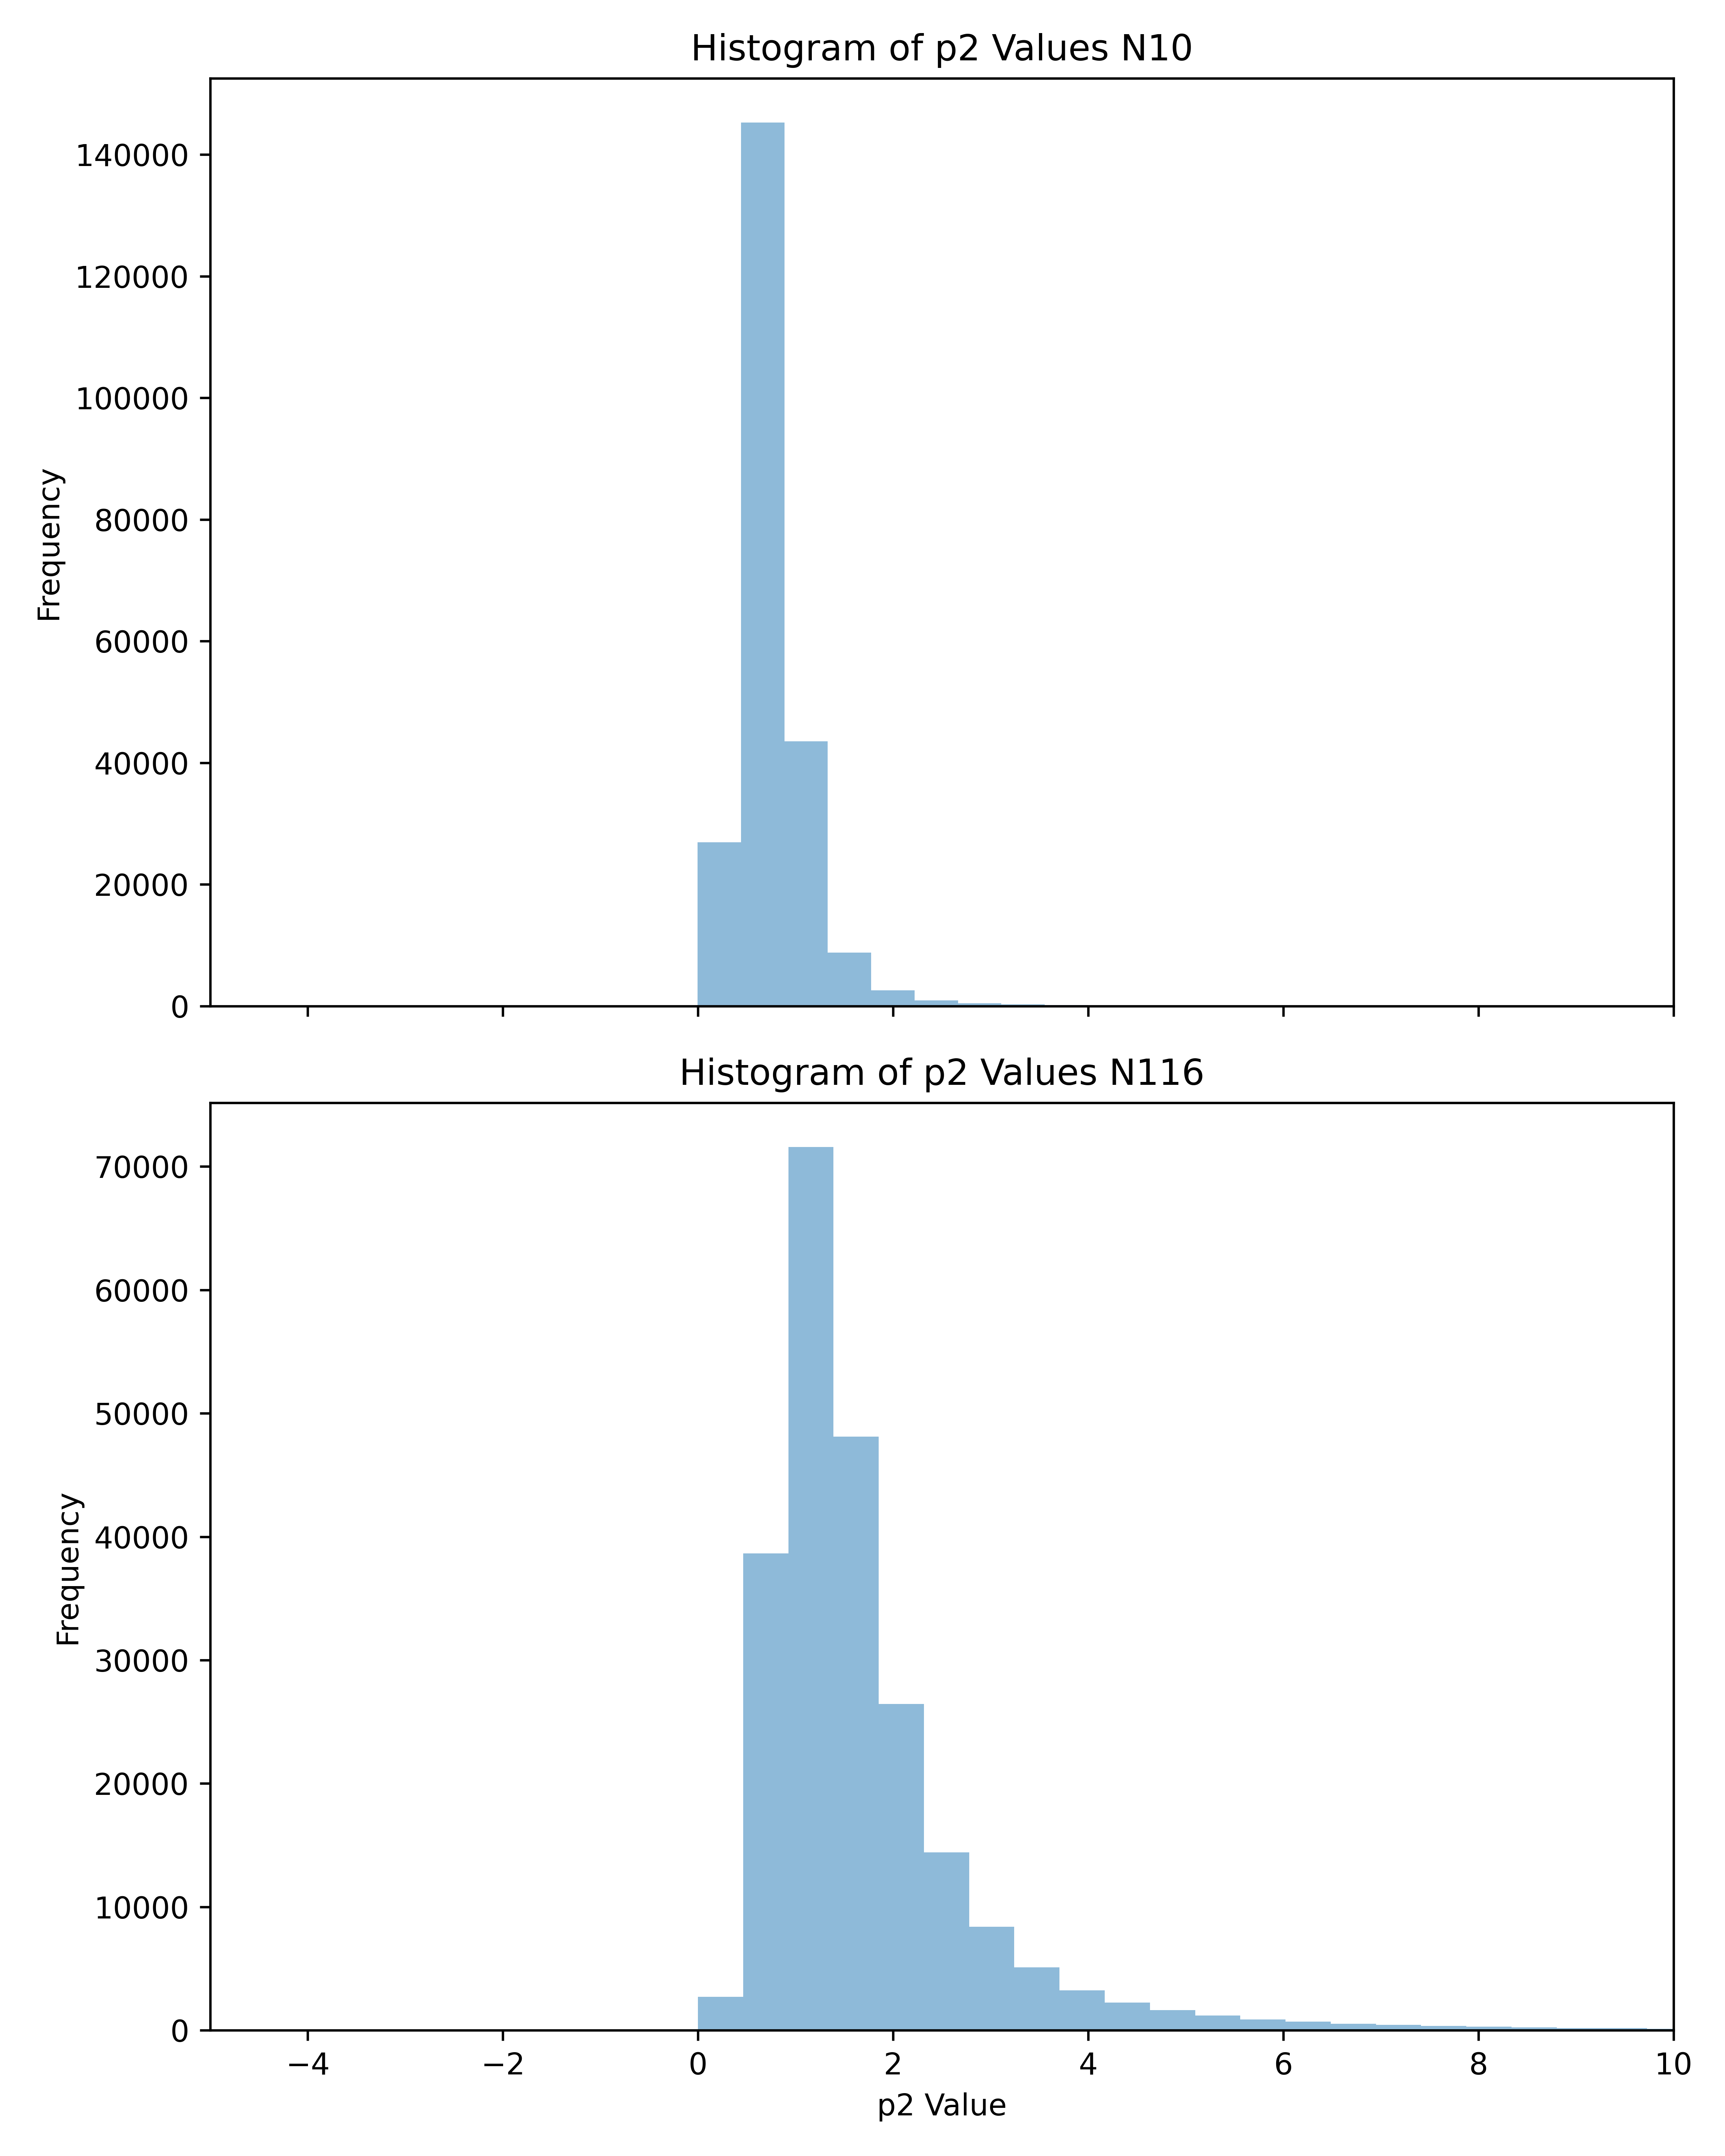 Histogram of p2 Values N10
140000
120000
100000
80000
60000
40000
20000
0
Frequency
Histogram of p2 Values N116
70000
60000
50000
40000
30000
20000
10000
0
Frequency
−4 −2 0 2 4 6 8 10
p2 Value